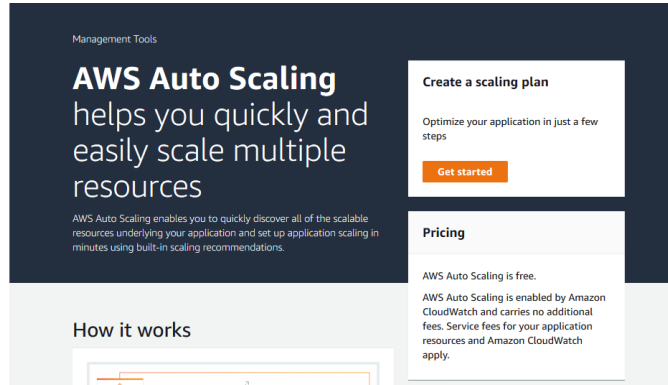 Management Tools
AWS Auto Scaling
helps you quickly and
easily scale multiple
resources
AWS Auto Scaling enables you to quickly discover all of the scalable
resources underlying your application and set up application scaling in
minutes using built-in scaling recommendations.
Create a scaling plan
Optimize your application in just a few
steps
Get started
Pricing
AWS Auto Scaling is free.
AWS Auto Scaling is enabled by Amazon
CloudWatch and carries no additional
fees. Service fees for your application
resources and Amazon CloudWatch
apply.
How it works